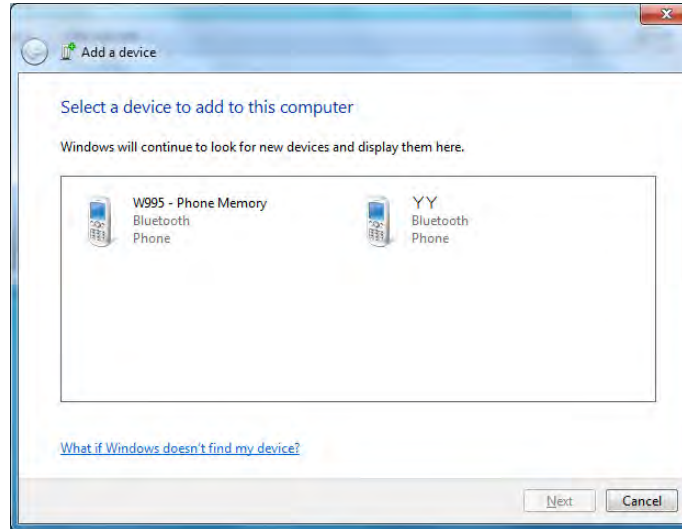 Add a device
Select a device to add to this computer
Windows will continue to look for new devices and display them here.
W995 - Phone Memory
Bluetooth
Phone
YY
Bluetooth
Phone
What if Windows doesn't find my device?
Next
Cancel